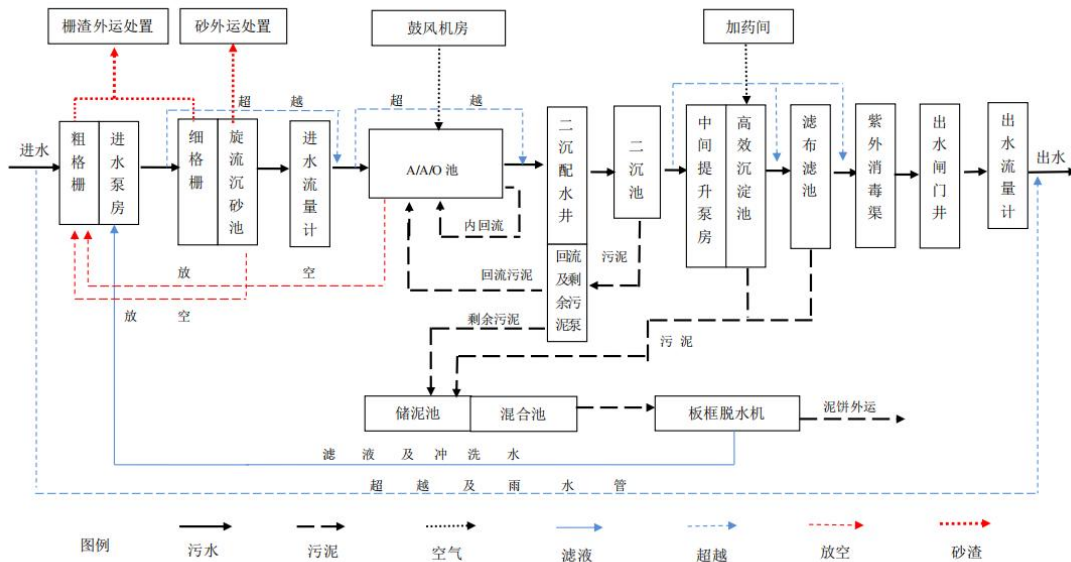 栅渣外运处置
砂外运处置
鼓风机房
加药间
超越
超越
进水
粗格栅
进水泵房
细格栅
旋流沉砂池
进水流量计
A/A/O 池
内回流
二沉配水井
二沉池
中间提升泵房
高效沉淀池
滤布滤池
紫外消毒渠
出水闸门井
出水流量计
出水
放空
放空
回流污泥
污泥
回流及剩余污泥泵
剩余污泥
污泥
储泥池
混合池
板框脱水机
泥饼外运
滤液及冲洗水
超越及雨水管
图例
污水
污泥
空气
滤液
超越
放空
砂渣